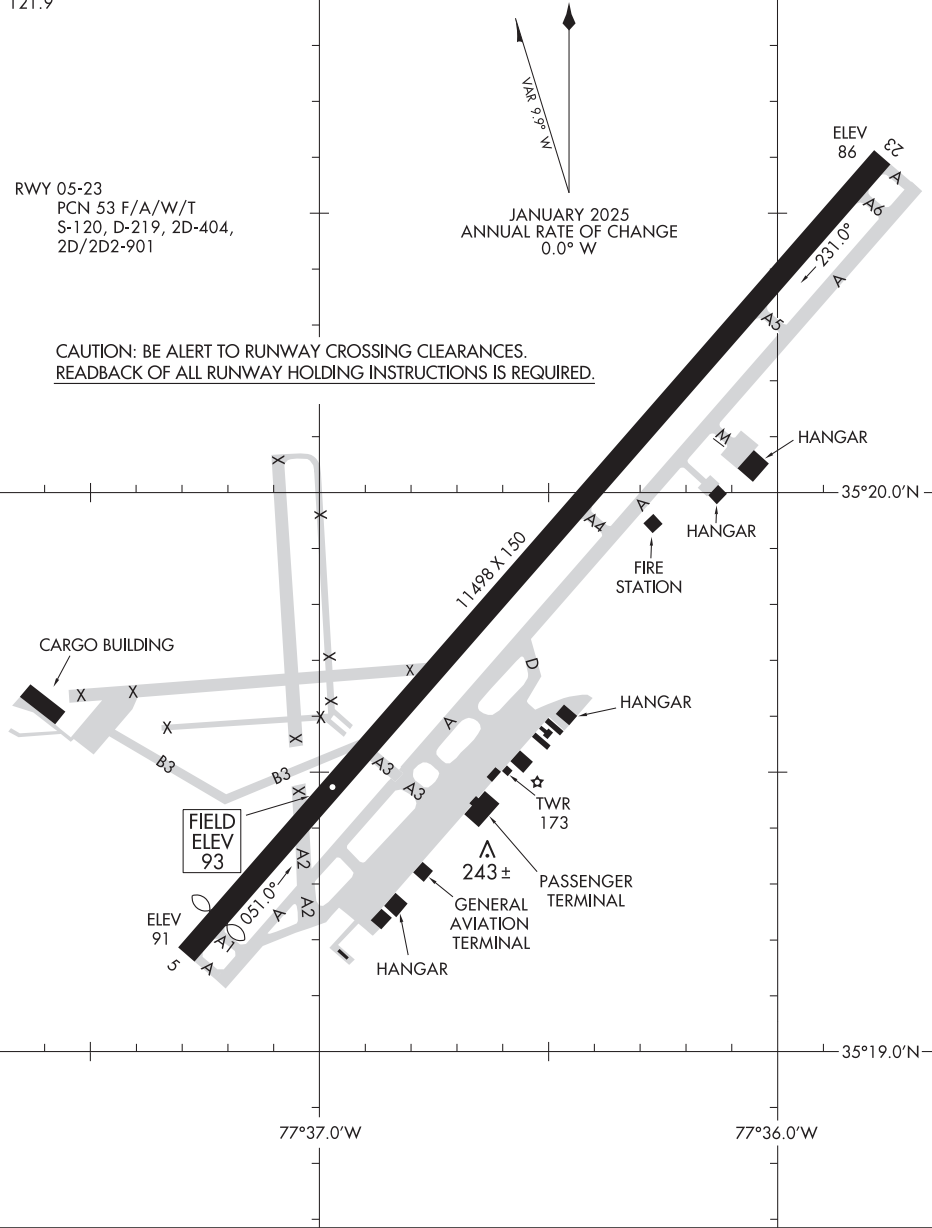 121.9
VAR 9.9° W
JANUARY 2025
ANNUAL RATE OF CHANGE
0.0° W
ELEV
86
23
A
A6
RWY 05-23
PCN 53 F/A/W/T
S-120, D-219, 2D-404,
2D/2D2-901
231.0°
A
A5
CAUTION: BE ALERT TO RUNWAY CROSSING CLEARANCES.
READBACK OF ALL RUNWAY HOLDING INSTRUCTIONS IS REQUIRED.
M
HANGAR
X
35°20.0'N
X
A
A4
HANGAR
FIRE
STATION
11498 X 150
CARGO BUILDING
X
X
D
X
X
X
HANGAR
X
X
A
X
B3
B3
A3
A3
X
TWR
173
FIELD
ELEV
93
A2
243 ±
PASSENGER
TERMINAL
051.0°
A2
A
GENERAL
AVIATION
TERMINAL
ELEV
91
A1
5
A
HANGAR
35°19.0'N
77°37.0'W
77°36.0'W